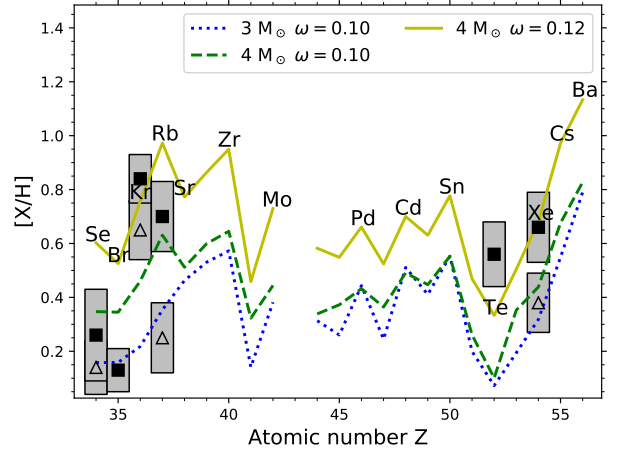 3 M⊙ ω=0.10
4 M⊙ ω=0.10
4 M⊙ ω=0.12
[X/H]
1.4
1.2
1.0
0.8
0.6
0.4
0.2
Se
Br
Kr
Rb
Sr
Zr
Mo
Pd
Cd
Sn
Te
Xe
Cs
Ba
35
40
45
50
55
Atomic number Z